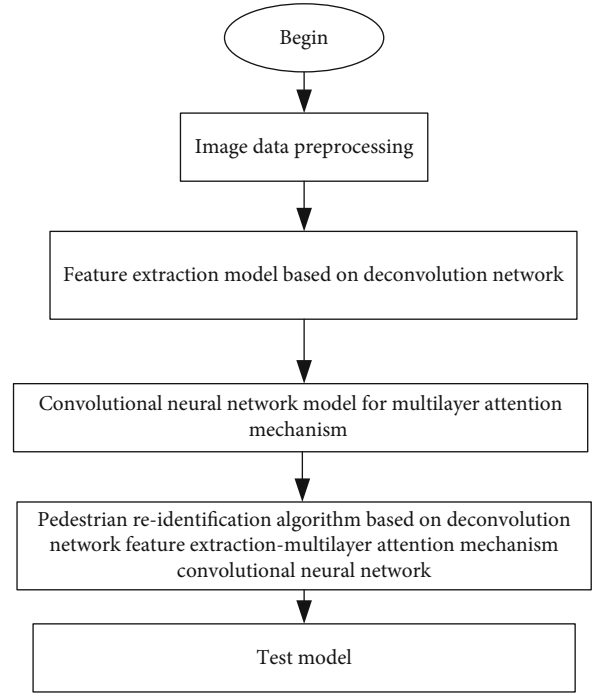 Begin
Image data preprocessing
Feature extraction model based on deconvolution network
Convolutional neural network model for multilayer attention
mechanism
Pedestrian re-identification algorithm based on deconvolution
network feature extraction-multilayer attention mechanism
convolutional neural network
Test model